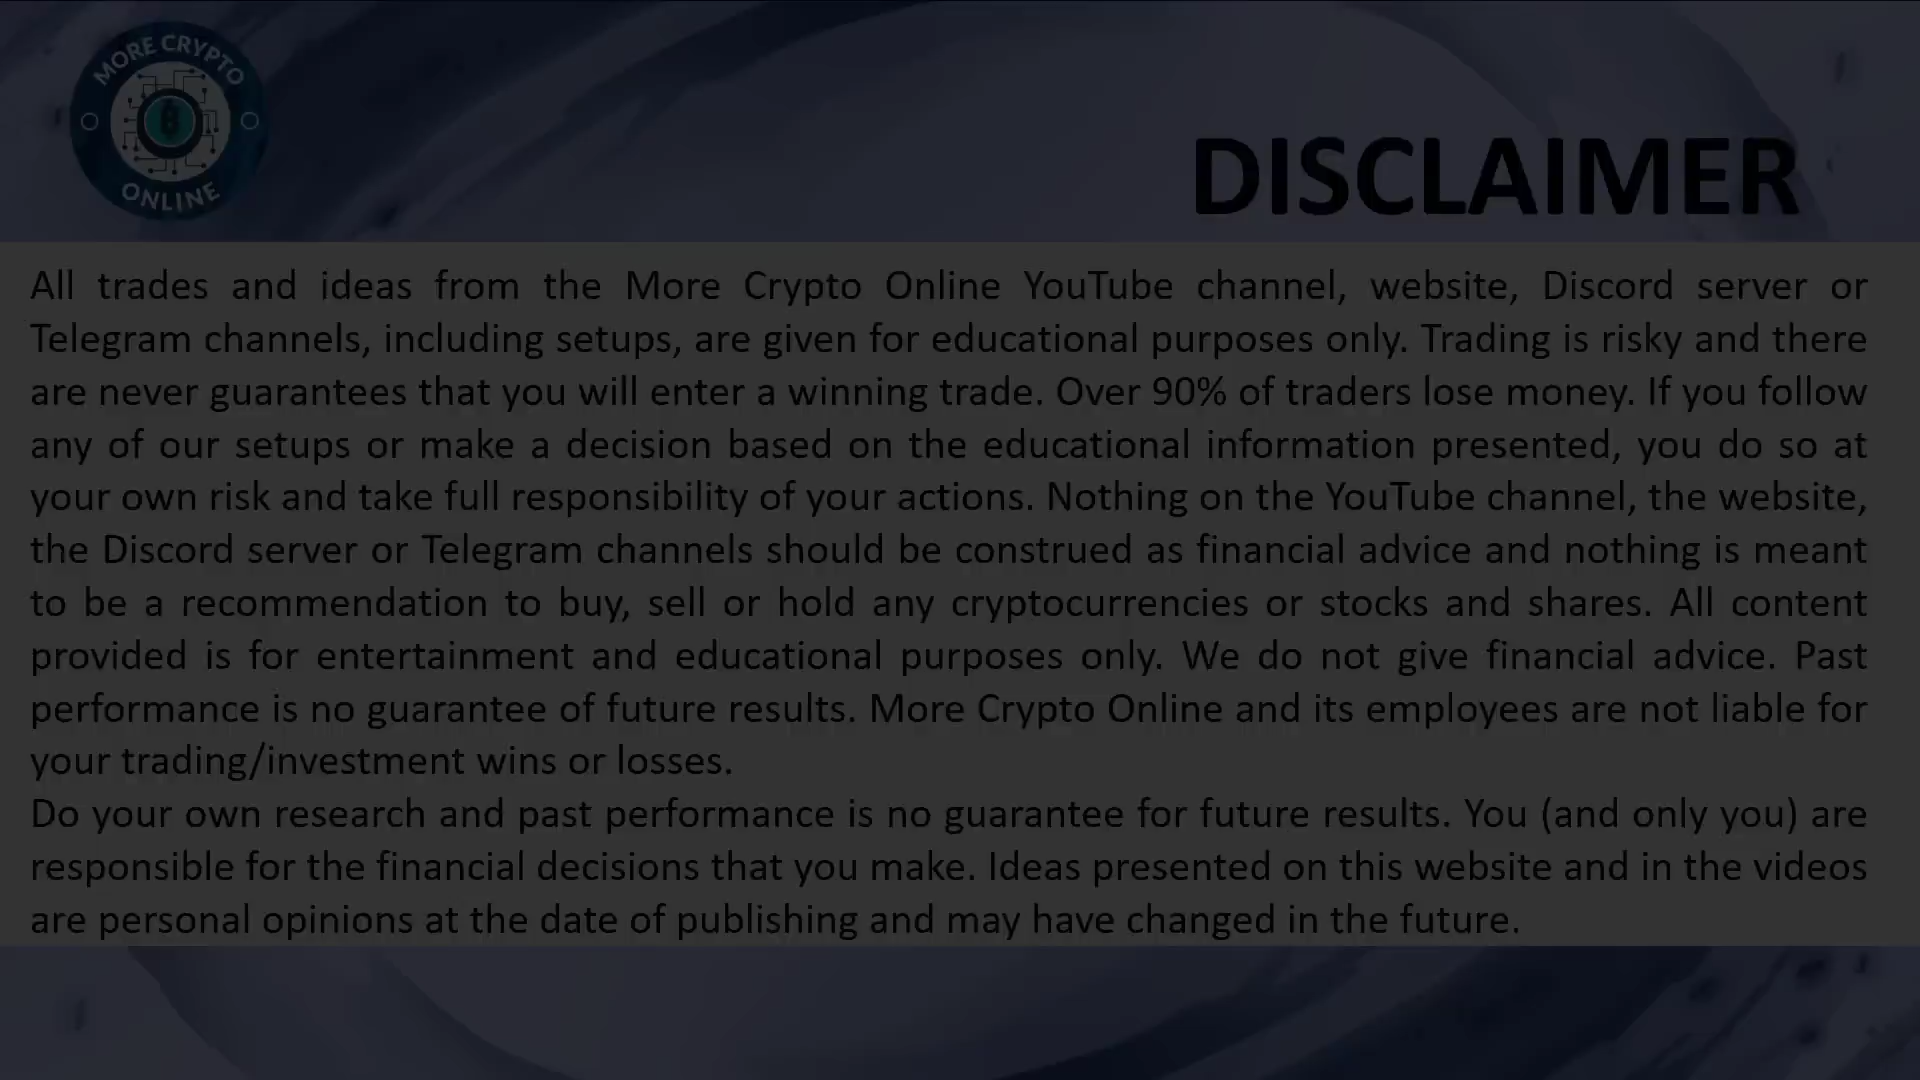 MORE CRYPTO
ONLINE
DISCLAIMER
All trades and ideas from the More Crypto Online YouTube channel, website, Discord server or
Telegram channels, including setups, are given for educational purposes only. Trading is risky and there
are never guarantees that you will enter a winning trade. Over 90% of traders lose money. If you follow
any of our setups or make a decision based on the educational information presented, you do so at
your own risk and take full responsibility of your actions. Nothing on the YouTube channel, the website,
the Discord server or Telegram channels should be construed as financial advice and nothing is meant
to be a recommendation to buy, sell or hold any cryptocurrencies or stocks and shares. All content
provided is for entertainment and educational purposes only. We do not give financial advice. Past
performance is no guarantee of future results. More Crypto Online and its employees are not liable for
your trading/investment wins or losses.
Do your own research and past performance is no guarantee for future results. You (and only you) are
responsible for the financial decisions that you make. Ideas presented on this website and in the videos
are personal opinions at the date of publishing and may have changed in the future.